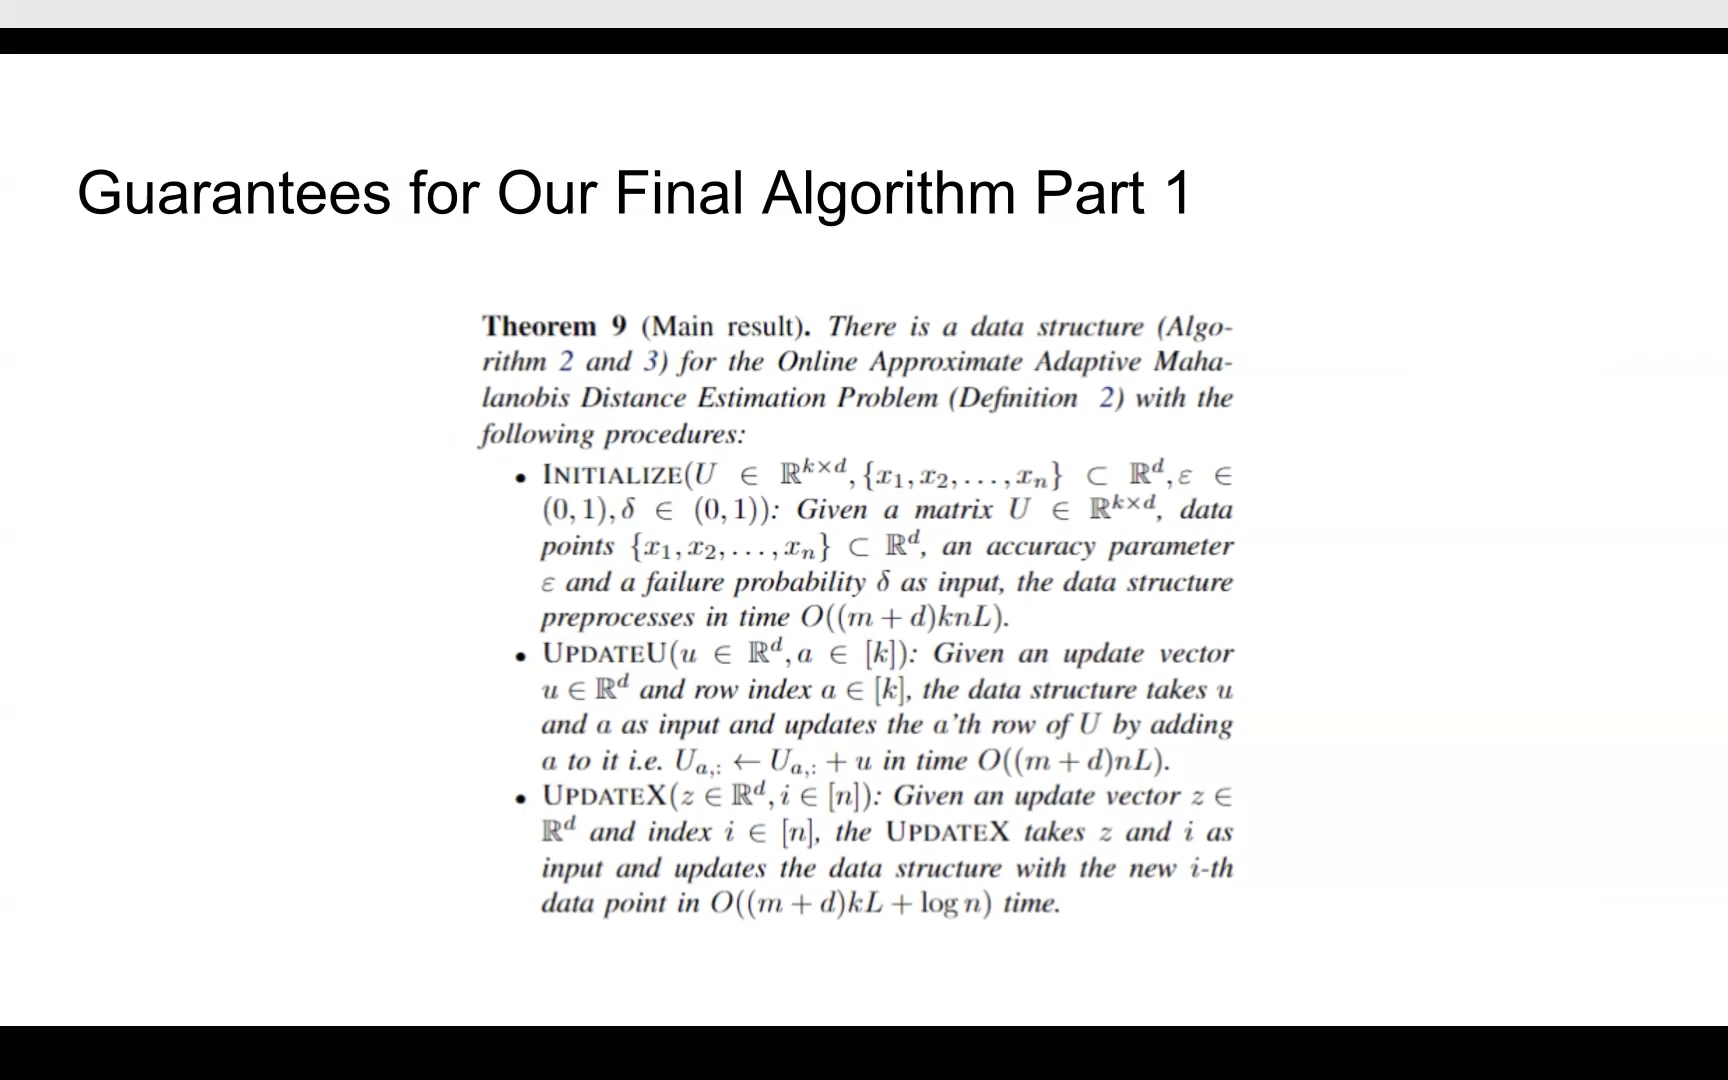 Guarantees for Our Final Algorithm Part 1
Theorem 9 (Main result). There is a data structure (Algo-
rithm 2 and 3) for the Online Approximate Adaptive Maha-
lanobis Distance Estimation Problem (Definition 2) with the
following procedures:
• INITIALIZE(U ∈ ℝ^{k×d}, {x₁, x₂, . . . , xₙ} ⊂ ℝ^d, ε ∈
(0, 1), δ ∈ (0, 1)): Given a matrix U ∈ ℝ^{k×d}, data
points {x₁, x₂, . . . , xₙ} ⊂ ℝ^d, an accuracy parameter
ε and a failure probability δ as input, the data structure
preprocesses in time O((m + d)knL).
• UPDATEU(u ∈ ℝ^d, a ∈ [k]): Given an update vector
u ∈ ℝ^d and row index a ∈ [k], the data structure takes u
and a as input and updates the a'th row of U by adding
a to it i.e. U_{a,:} ← U_{a,:} + u in time O((m + d)nL).
• UPDATEX(z ∈ ℝ^d, i ∈ [n]): Given an update vector z ∈
ℝ^d and index i ∈ [n], the UPDATEX takes z and i as
input and updates the data structure with the new i-th
data point in O((m + d)kL + log n) time.